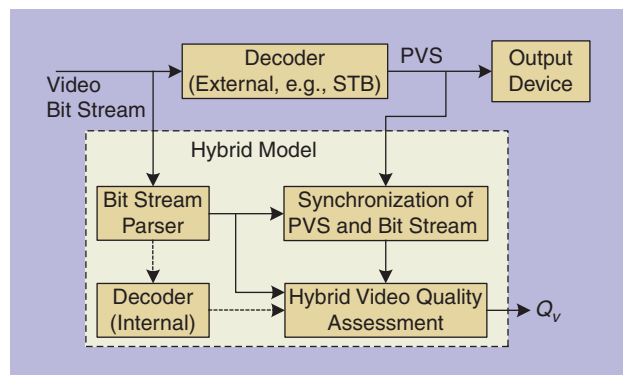 Video
Bit Stream
Decoder
(External, e.g., STB)
PVS
Output
Device
Hybrid Model
Bit Stream
Parser
Synchronization of
PVS and Bit Stream
Decoder
(Internal)
Hybrid Video Quality
Assessment
Qv